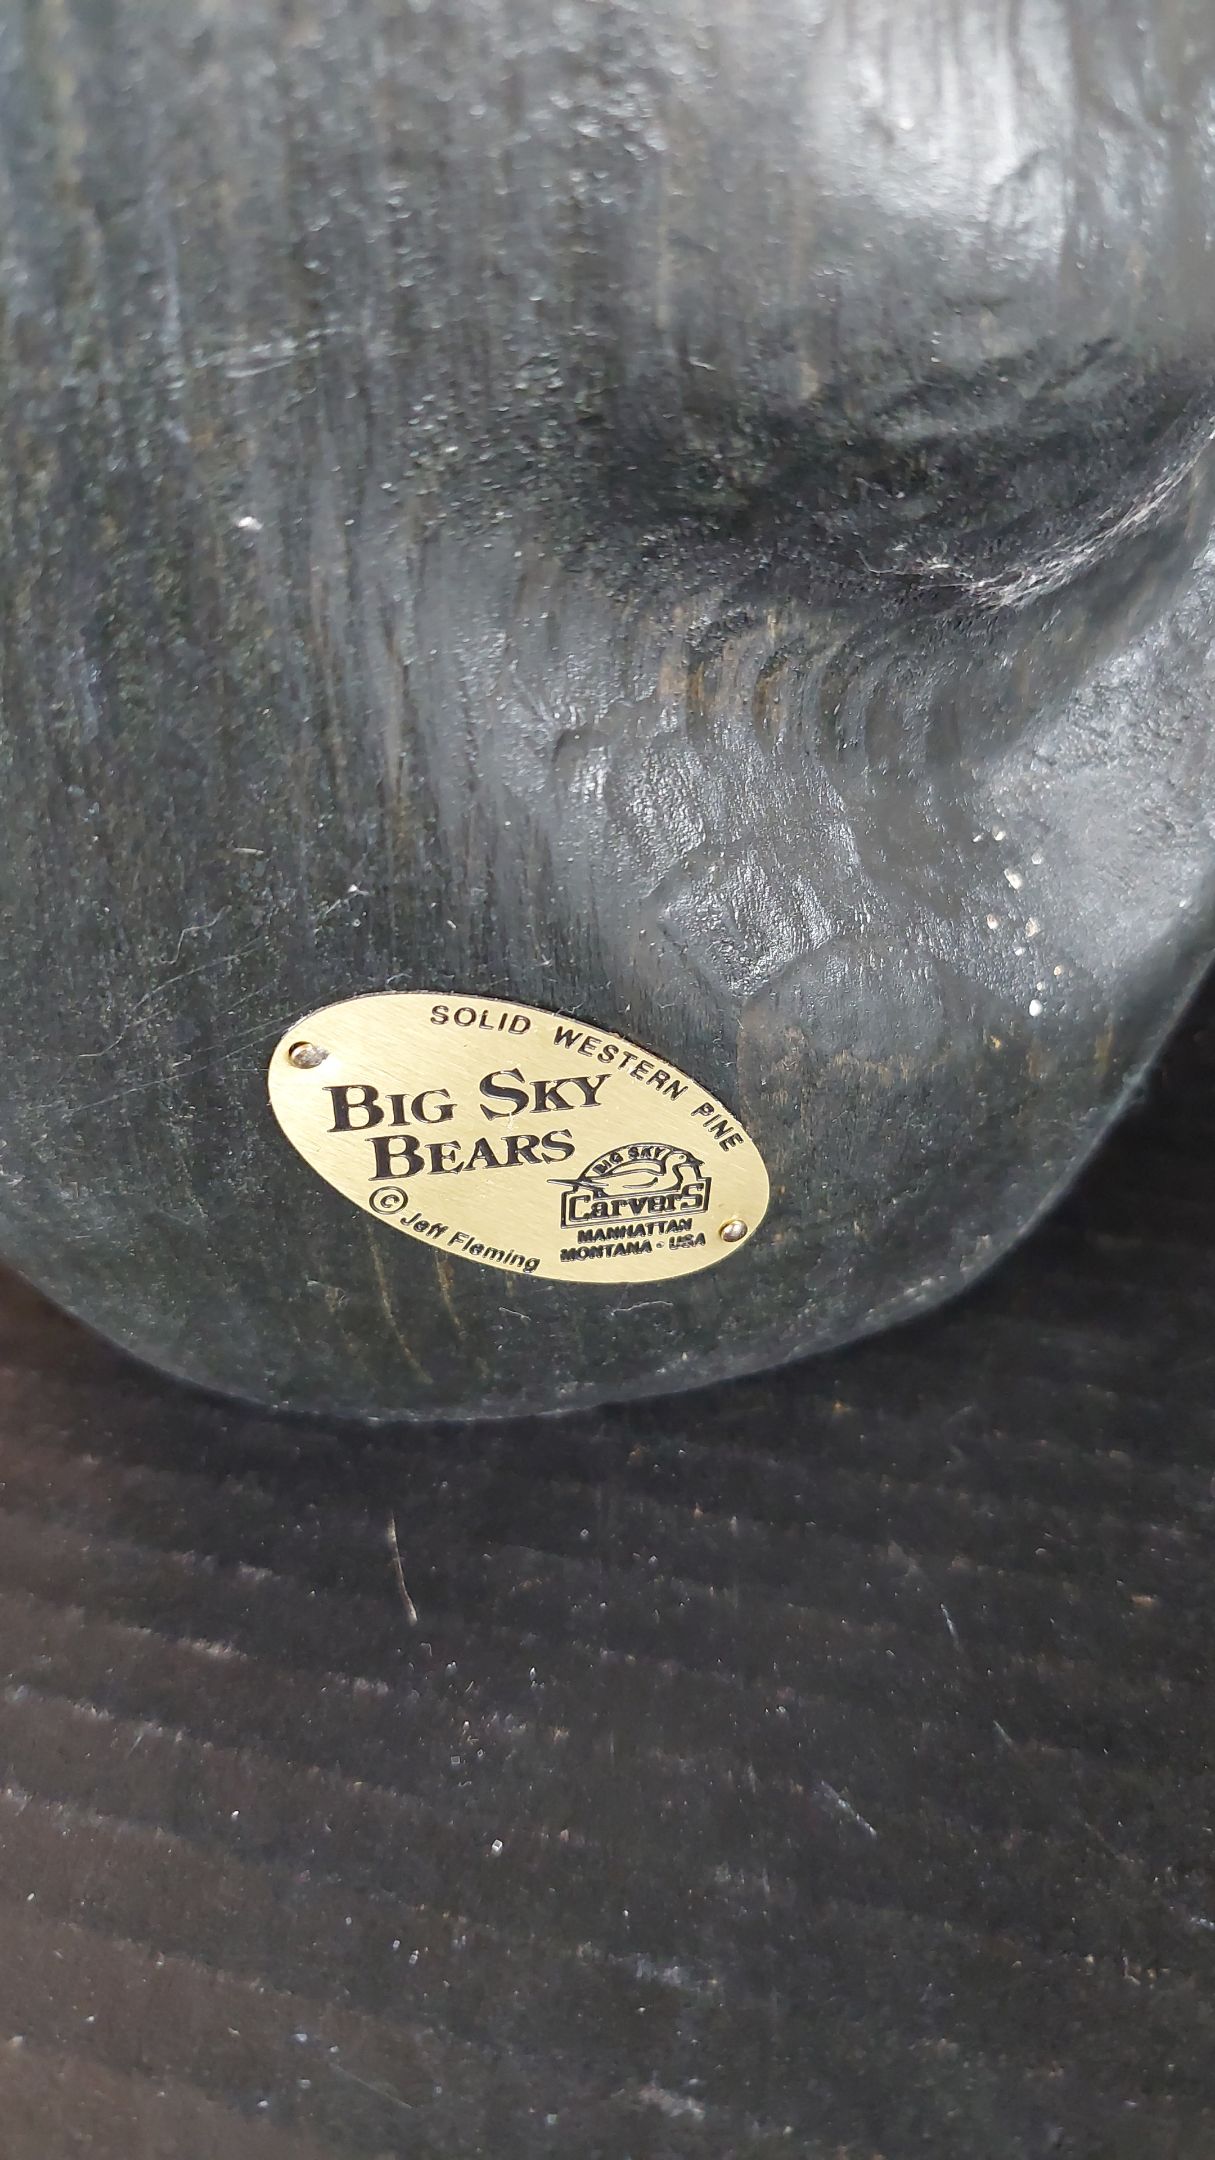 SOLID WESTERN PINE
BIG SKY
BEARS
© Jeff Fleming
BIG SKY
Carvers
MANHATTAN
MONTANA • USA